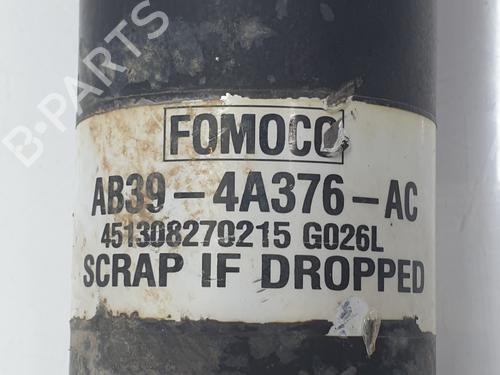 B-PARTS
FOMOCO
AB39-4A376-AC
451308270215 G026L
SCRAP IF DROPPED